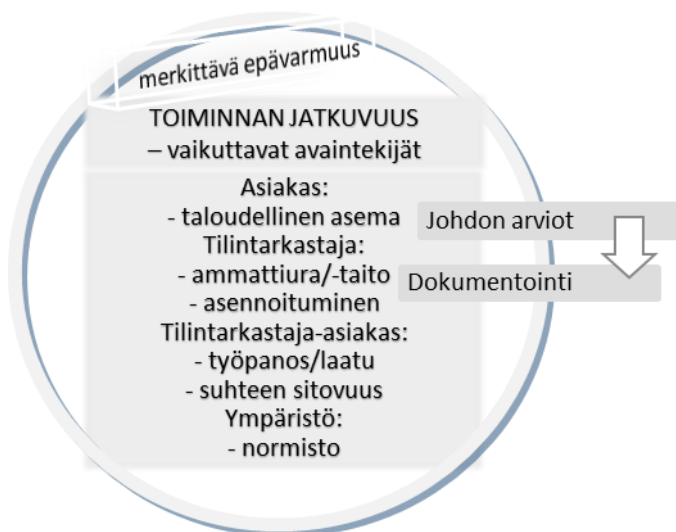 merkittävä epävarmuus
TOIMINNAN JATKUVUUS
– vaikuttavat avaintekijät
Asiakas:
- taloudellinen asema
Johdon arviot
Tilintarkastaja:
- ammattiura/-taito
Dokumentointi
- asennoituminen
Tilintarkastaja-asiakas:
- työpanos/laatu
- suhteen sitovuus
Ympäristö:
- normisto